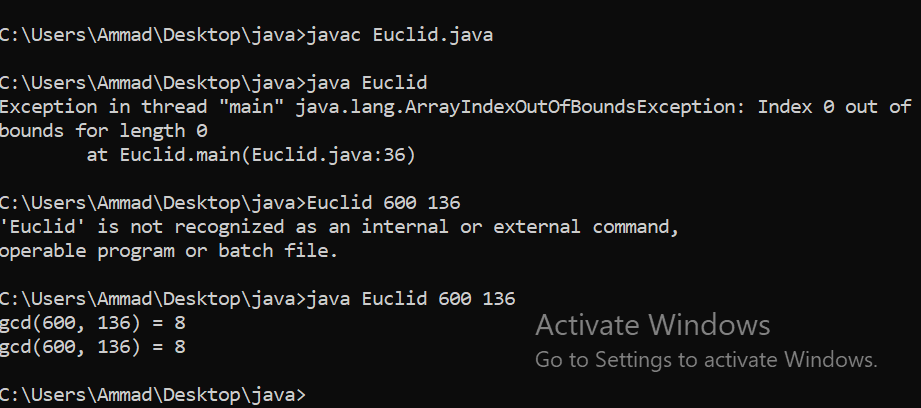 C:\Users\Ammad\Desktop\java>javac Euclid.java
C:\Users\Ammad\Desktop\java>java Euclid
Exception in thread "main" java.lang.ArrayIndexOutOfBoundsException: Index 0 out of
bounds for length 0
        at Euclid.main(Euclid.java:36)
C:\Users\Ammad\Desktop\java>Euclid 600 136
'Euclid' is not recognized as an internal or external command,
operable program or batch file.
C:\Users\Ammad\Desktop\java>java Euclid 600 136
gcd(600, 136) = 8
gcd(600, 136) = 8
Activate Windows
Go to Settings to activate Windows.
C:\Users\Ammad\Desktop\java>